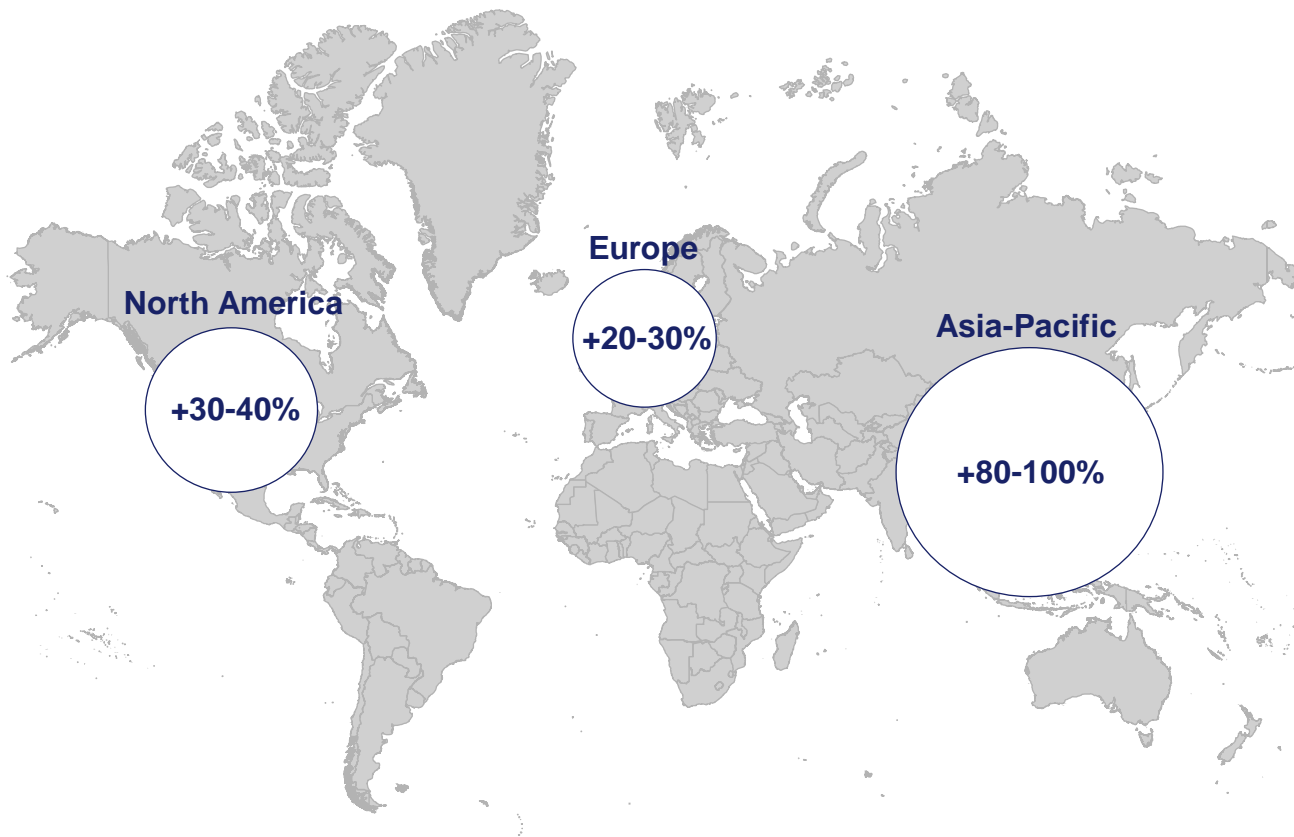 Europe
+20-30%
North America
+30-40%
Asia-Pacific
+80-100%